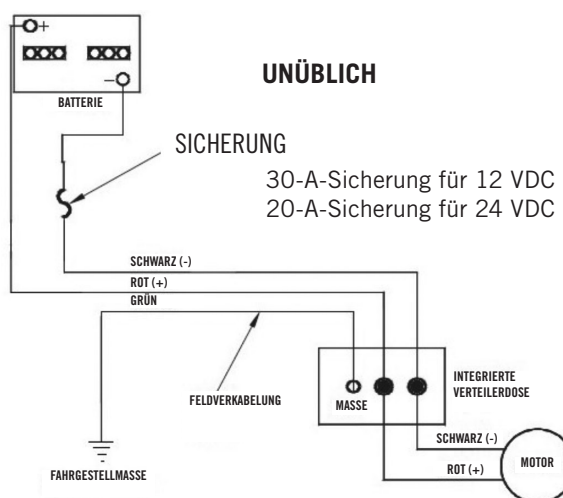 +
UNÜBLICH
–
BATTERIE
SICHERUNG
30-A-Sicherung für 12 VDC
20-A-Sicherung für 24 VDC
SCHWARZ (-)
ROT (+)
GRÜN
FELDVERKABELUNG
MASSE
INTEGRIERTE
VERTEILERDOSE
SCHWARZ (-)
ROT (+)
MOTOR
FAHRGESTELLMASSE